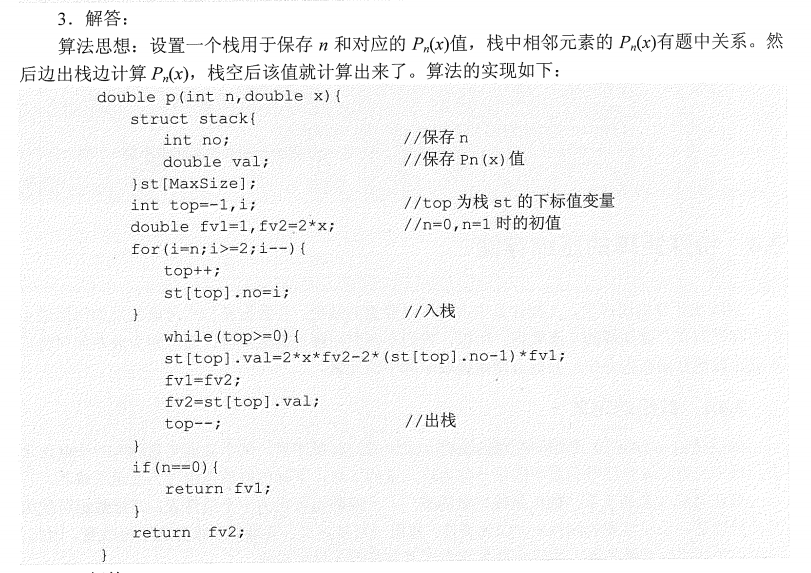 3．解答：
算法思想：设置一个栈用于保存 n 和对应的 Pn(x)值，栈中相邻元素的 Pn(x)有题中关系。然
后边出栈边计算 Pn(x)，栈空后该值就计算出来了。算法的实现如下：
double p(int n,double x){
struct stack{
int no; //保存 n
double val; //保存 Pn(x)值
}st[MaxSize];
int top=-1,i; //top 为栈 st 的下标值变量
double fv1=1,fv2=2*x; //n=0,n=1 时的初值
for(i=n;i>=2;i--){
top++;
st[top].no=i;
} //入栈
while(top>=0){
st[top].val=2*x*fv2-2*(st[top].no-1)*fv1;
fv1=fv2;
fv2=st[top].val;
top--; //出栈
}
if(n==0){
return fv1;
}
return fv2;
}